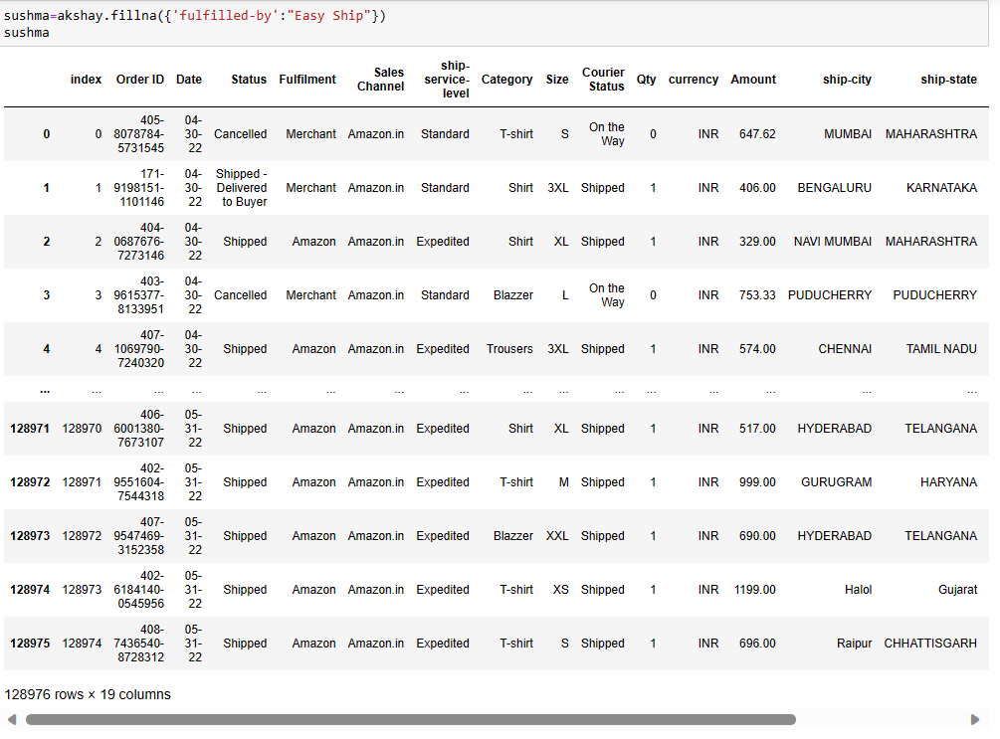 sushma=akshay.fillna({'fulfilled-by':"Easy Ship"})
sushma
index Order ID Date Status Fulfilment Sales Channel ship-service-level Category Size Courier Status Qty currency Amount ship-city ship-state
0 0 405-8078784-5731545 04-30-22 Cancelled Merchant Amazon.in Standard T-shirt S On the Way 0 INR 647.62 MUMBAI MAHARASHTRA
1 1 171-9198151-1101146 04-30-22 Shipped - Delivered to Buyer Merchant Amazon.in Standard Shirt 3XL Shipped 1 INR 406.00 BENGALURU KARNATAKA
2 2 404-0687676-7273146 04-30-22 Shipped Amazon Amazon.in Expedited Shirt XL Shipped 1 INR 329.00 NAVI MUMBAI MAHARASHTRA
3 3 403-9615377-8133951 04-30-22 Cancelled Merchant Amazon.in Standard Blazzer L On the Way 0 INR 753.33 PUDUCHERRY PUDUCHERRY
4 4 407-1069790-7240320 04-30-22 Shipped Amazon Amazon.in Expedited Trousers 3XL Shipped 1 INR 574.00 CHENNAI TAMIL NADU
... ... ... ... ... ... ... ... ... ... ... ... ... ... ... ...
128971 128970 406-6001380-7673107 05-31-22 Shipped Amazon Amazon.in Expedited Shirt XL Shipped 1 INR 517.00 HYDERABAD TELANGANA
128972 128971 402-9551604-7544318 05-31-22 Shipped Amazon Amazon.in Expedited T-shirt M Shipped 1 INR 999.00 GURUGRAM HARYANA
128973 128972 407-9547469-3152358 05-31-22 Shipped Amazon Amazon.in Expedited Blazzer XXL Shipped 1 INR 690.00 HYDERABAD TELANGANA
128974 128973 402-6184140-0545956 05-31-22 Shipped Amazon Amazon.in Expedited T-shirt XS Shipped 1 INR 1199.00 Halol Gujarat
128975 128974 408-7436540-8728312 05-31-22 Shipped Amazon Amazon.in Expedited T-shirt S Shipped 1 INR 696.00 Raipur CHHATTISGARH
128976 rows × 19 columns